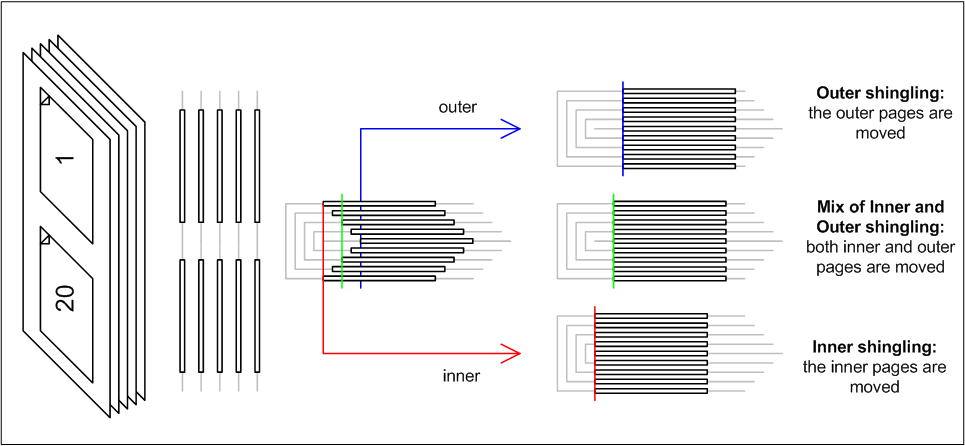 1
20
outer
inner
Outer shingling:
the outer pages are
moved
Mix of Inner and
Outer shingling:
both inner and outer
pages are moved
Inner shingling:
the inner pages are
moved